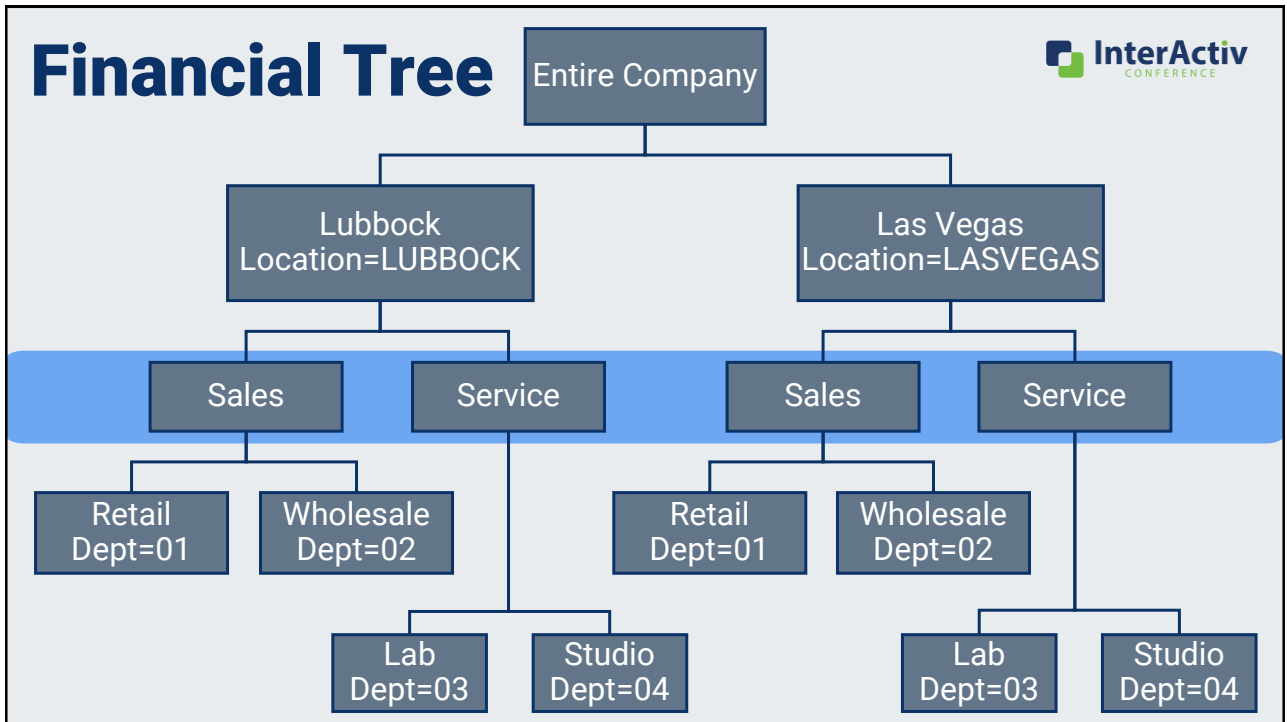 Financial Tree
Entire Company
InterActiv
CONFERENCE
Lubbock
Location=LUBBOCK
Las Vegas
Location=LASVEGAS
Sales
Service
Sales
Service
Retail
Dept=01
Wholesale
Dept=02
Retail
Dept=01
Wholesale
Dept=02
Lab
Dept=03
Studio
Dept=04
Lab
Dept=03
Studio
Dept=04